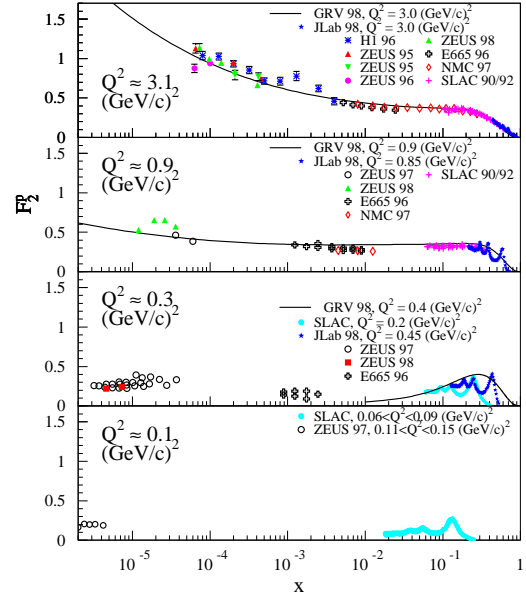 GRV 98, Q² = 3.0 (GeV/c)²
JLab 98, Q² = 3.0 (GeV/c)²
H1 96 ZEUS 98
ZEUS 95 E665 96
ZEUS 95 NMC 97
ZEUS 96 SLAC 90/92
Q² ≈ 3.1
(GeV/c)²
1.5
1
0.5
0
GRV 98, Q² = 0.9 (GeV/c)²
JLab 98, Q² = 0.85 (GeV/c)²
ZEUS 97 SLAC 90/92
ZEUS 98
E665 96
NMC 97
Q² ≈ 0.9
(GeV/c)²
1
0.5
0
F₂ᵖ
GRV 98, Q² = 0.4 (GeV/c)²
SLAC, Q² = 0.2 (GeV/c)²
JLab 98, Q² = 0.45 (GeV/c)²
ZEUS 97
ZEUS 98
E665 96
Q² ≈ 0.3
(GeV/c)²
1
0.5
0
SLAC, 0.06<Q²<0.09 (GeV/c)²
ZEUS 97, 0.11<Q²<0.15 (GeV/c)²
Q² ≈ 0.1
(GeV/c)²
1
0.5
0
10⁻⁵ 10⁻⁴ 10⁻³ 10⁻² 10⁻¹ 1
x